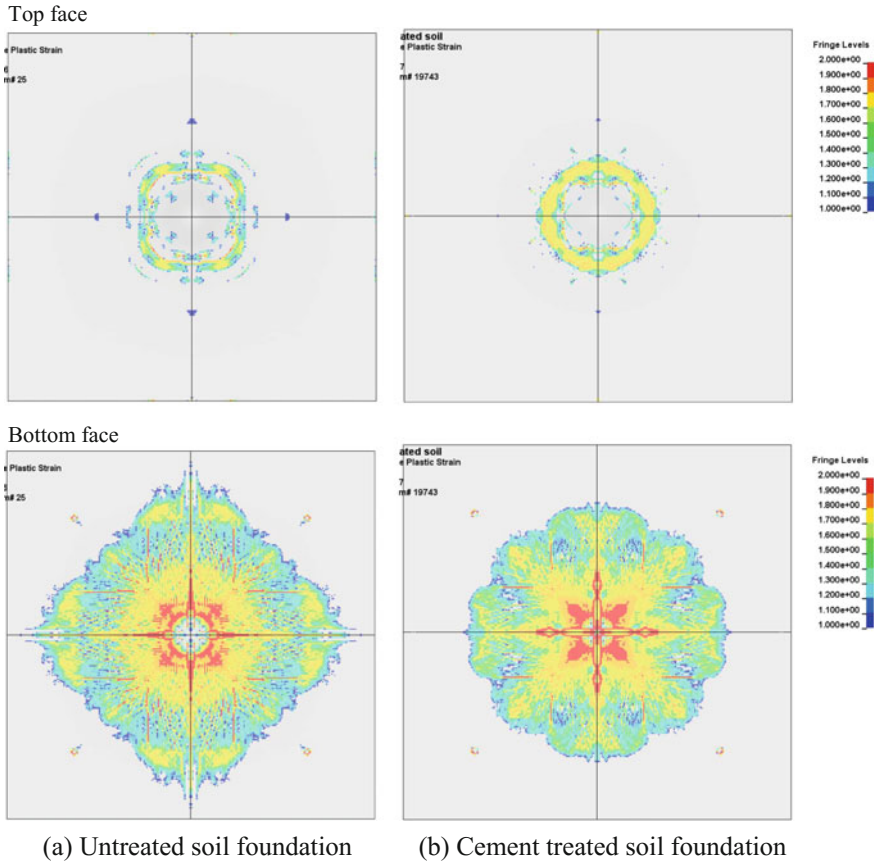 Top face
e Plastic Strain
6
m# 25
ated soil
e Plastic Strain
7
m# 19743
Fringe Levels
2.000e+00
1.900e+00
1.800e+00
1.700e+00
1.600e+00
1.500e+00
1.400e+00
1.300e+00
1.200e+00
1.100e+00
1.000e+00
Bottom face
e Plastic Strain
m# 25
ated soil
e Plastic Strain
7
m# 19743
Fringe Levels
2.000e+00
1.900e+00
1.800e+00
1.700e+00
1.600e+00
1.500e+00
1.400e+00
1.300e+00
1.200e+00
1.100e+00
1.000e+00
(a) Untreated soil foundation
(b) Cement treated soil foundation